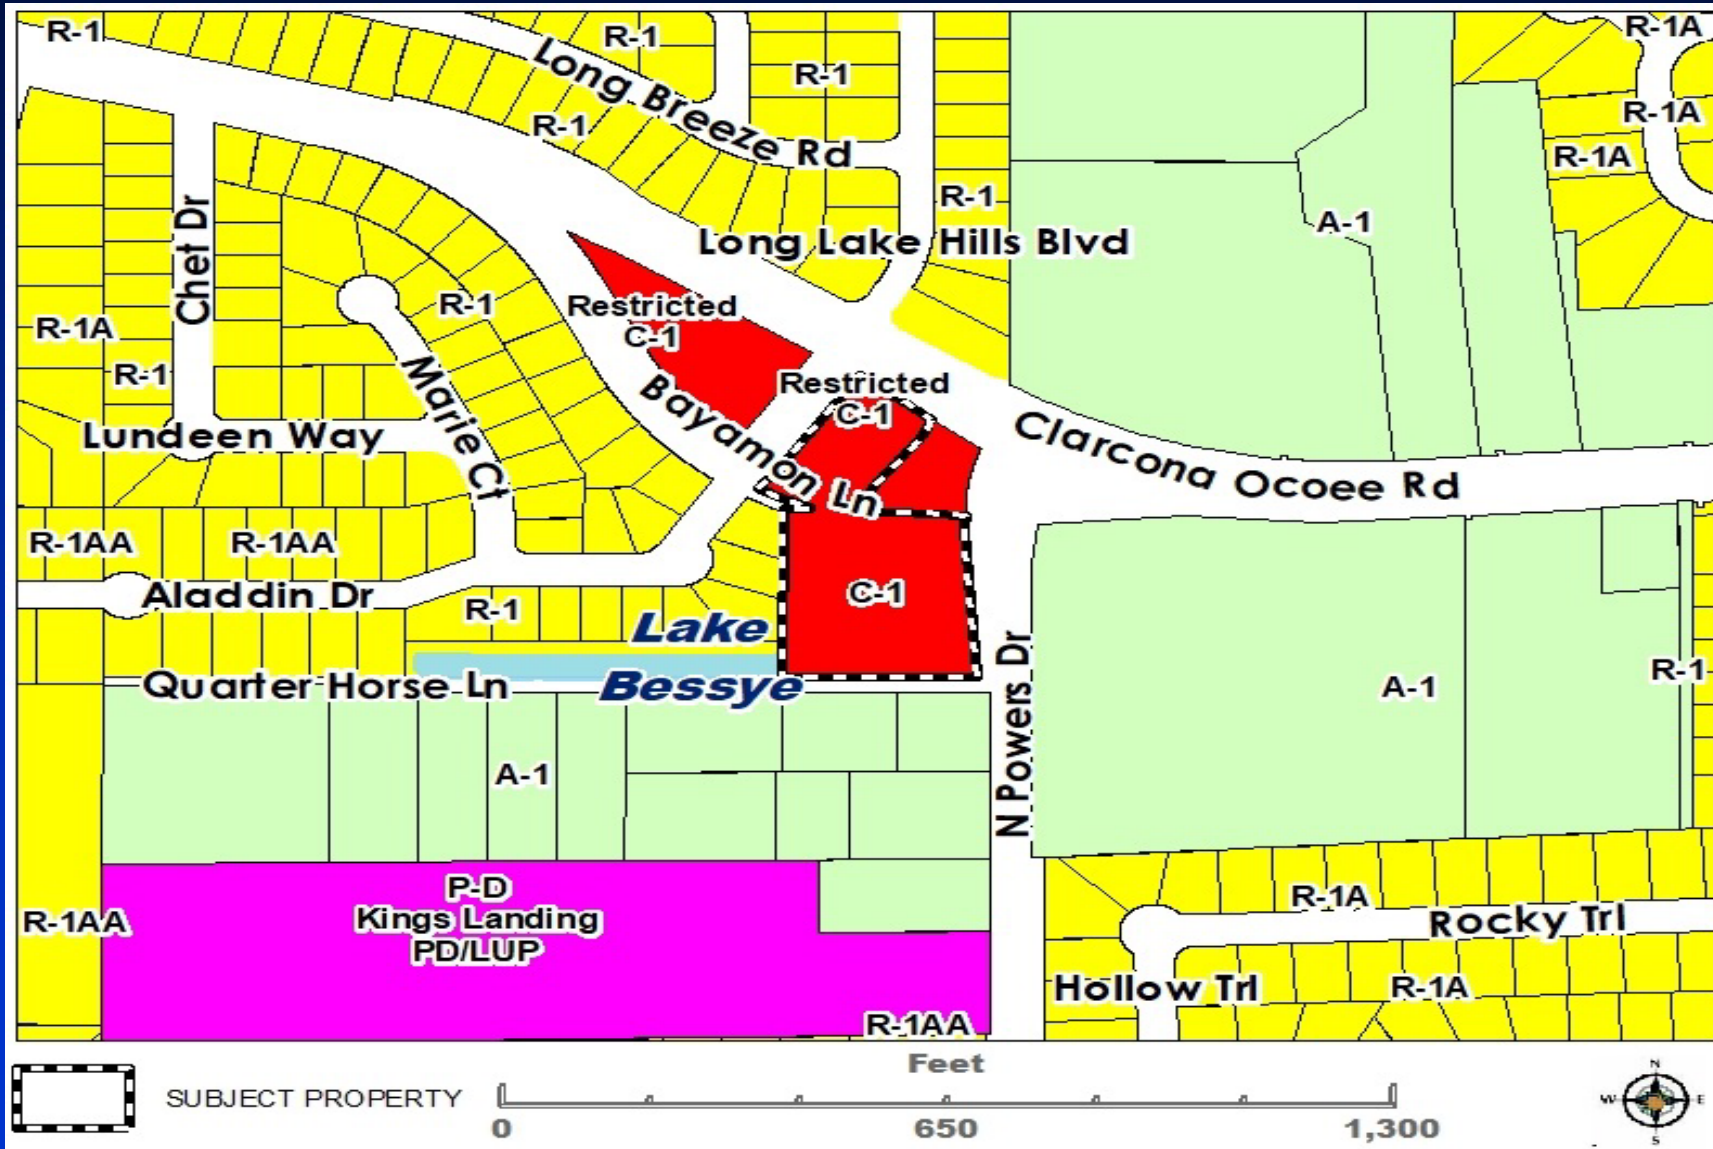 R-1
R-1
R-1A
Long Breeze Rd
R-1
R-1A
R-1
R-1A
R-1
A-1
Long Lake Hills Blvd
Chet Dr
R-1
Restricted
C-1
R-1A
R-1
Marie Ct
Bayamon Ln
Restricted
C-1
Clarcona Ocoee Rd
Lundeen Way
R-1AA
R-1AA
Aladdin Dr
R-1
C-1
Lake
Bessye
Quarter Horse Ln
N Powers Dr
A-1
R-1
A-1
P-D
Kings Landing
PD/LUP
R-1AA
R-1A
Rocky Trl
Hollow Trl
R-1A
R-1AA
SUBJECT PROPERTY
Feet
0
650
1,300
N
W
E
S